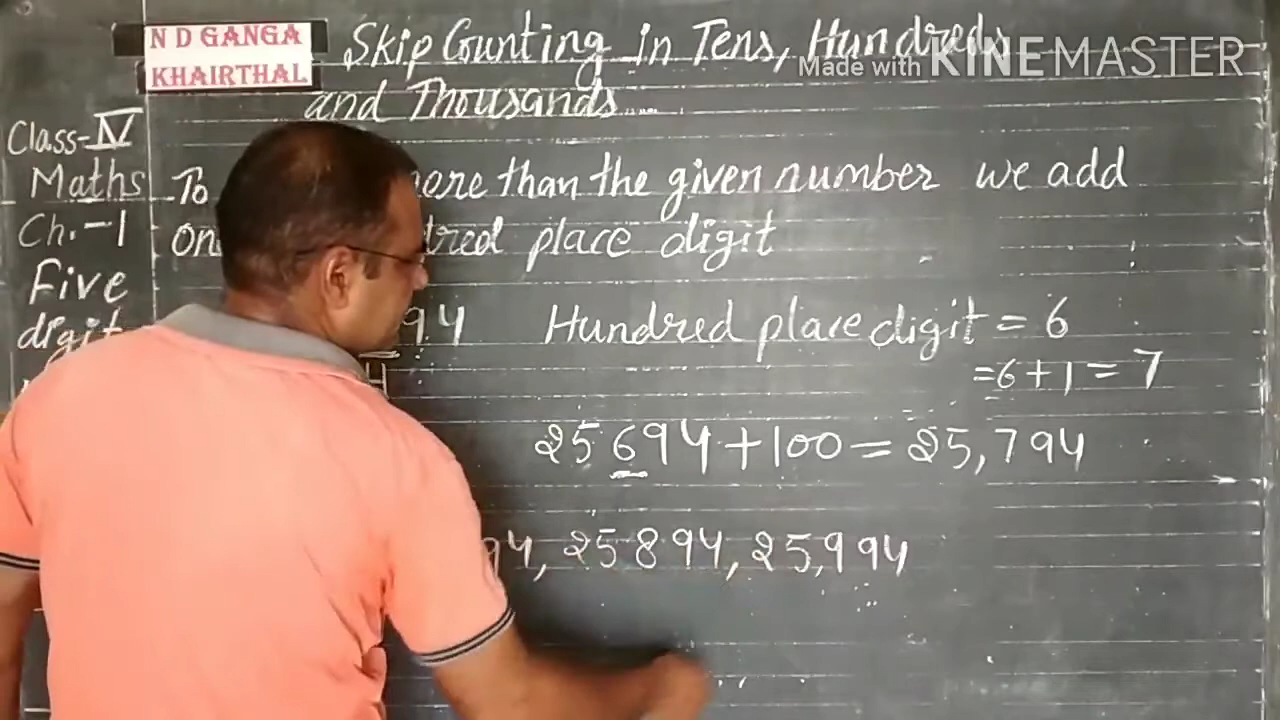 N D GANGA
KHAIRTHAL
Skip Counting in Tens, Hundreds
and Thousands....
Made with KINEMASTER
Class-IV
Maths
Ch.-1
Five
digit
To more than the given number we add
place digit
94 Hundred place digit = 6
H
=6+1=7
25694+100=25,794
94, 25894, 25,994